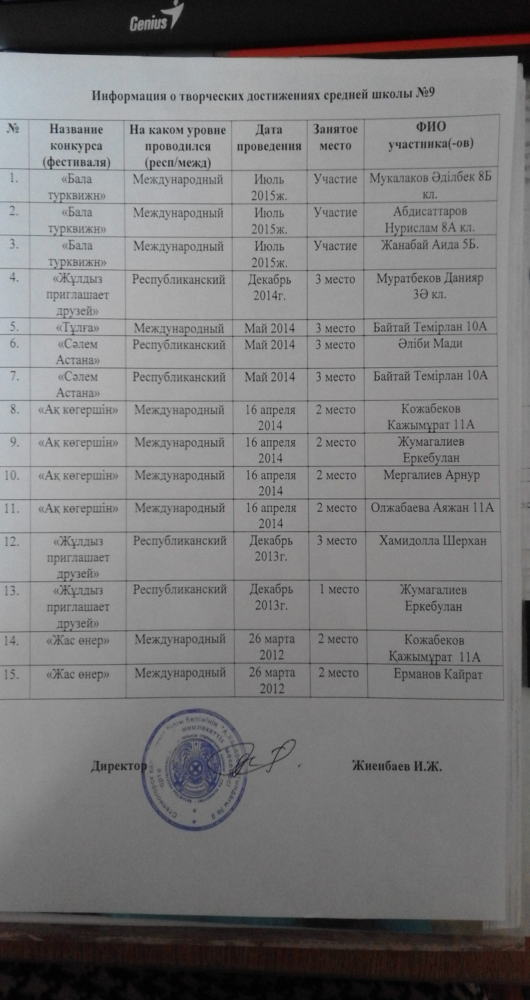 Genius
Информация о творческих достижениях средней школы №9
№ Название конкурса (фестиваля) На каком уровне проводился (респ/межд) Дата проведения Занятое место ФИО участника(-ов)
1. «Бала турквижн» Международный Июль 2015ж. Участие Мукалаков Әділбек 8Б кл.
2. «Бала турквижн» Международный Июль 2015ж. Участие Абдисаттаров Нурислам 8А кл.
3. «Бала турквижн» Международный Июль 2015ж. Участие Жанабай Аида 5Б.
4. «Жұлдыз приглашает друзей» Республиканский Декабрь 2014г. 3 место Муратбеков Данияр 3Ә кл.
5. «Тұлға» Международный Май 2014 3 место Байтай Темірлан 10А
6. «Сәлем Астана» Республиканский Май 2014 3 место Әліби Мади
7. «Сәлем Астана» Республиканский Май 2014 3 место Байтай Темірлан 10А
8. «Ақ көгершін» Международный 16 апреля 2014 2 место Кожабеков Кажымұрат 11А
9. «Ақ көгершін» Международный 16 апреля 2014 2 место Жумагалиев Еркебулан
10. «Ақ көгершін» Международный 16 апреля 2014 2 место Мергалиев Арнур
11. «Ақ көгершін» Международный 16 апреля 2014 2 место Олжабаева Аяжан 11А
12. «Жұлдыз приглашает друзей» Республиканский Декабрь 2013г. 3 место Хамидолла Шерхан
13. «Жұлдыз приглашает друзей» Республиканский Декабрь 2013г. 1 место Жумагалиев Еркебулан
14. «Жас өнер» Международный 26 марта 2012 2 место Кожабеков Қажымұрат 11А
15. «Жас өнер» Международный 26 марта 2012 2 место Ерманов Кайрат
Директор Жиенбаев И.Ж.
Степногорск білім бөлімінің № 9
орта мемлекеттік мекемесі
ҚАЗАҚСТАН